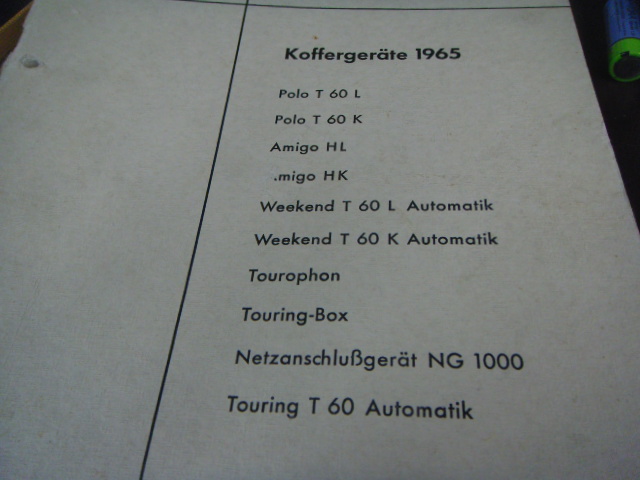 Koffergeräte 1965
Polo T 60 L
Polo T 60 K
Amigo HL
.migo HK
Weekend T 60 L Automatik
Weekend T 60 K Automatik
Tourophon
Touring-Box
Netzanschlußgerät NG 1000
Touring T 60 Automatik